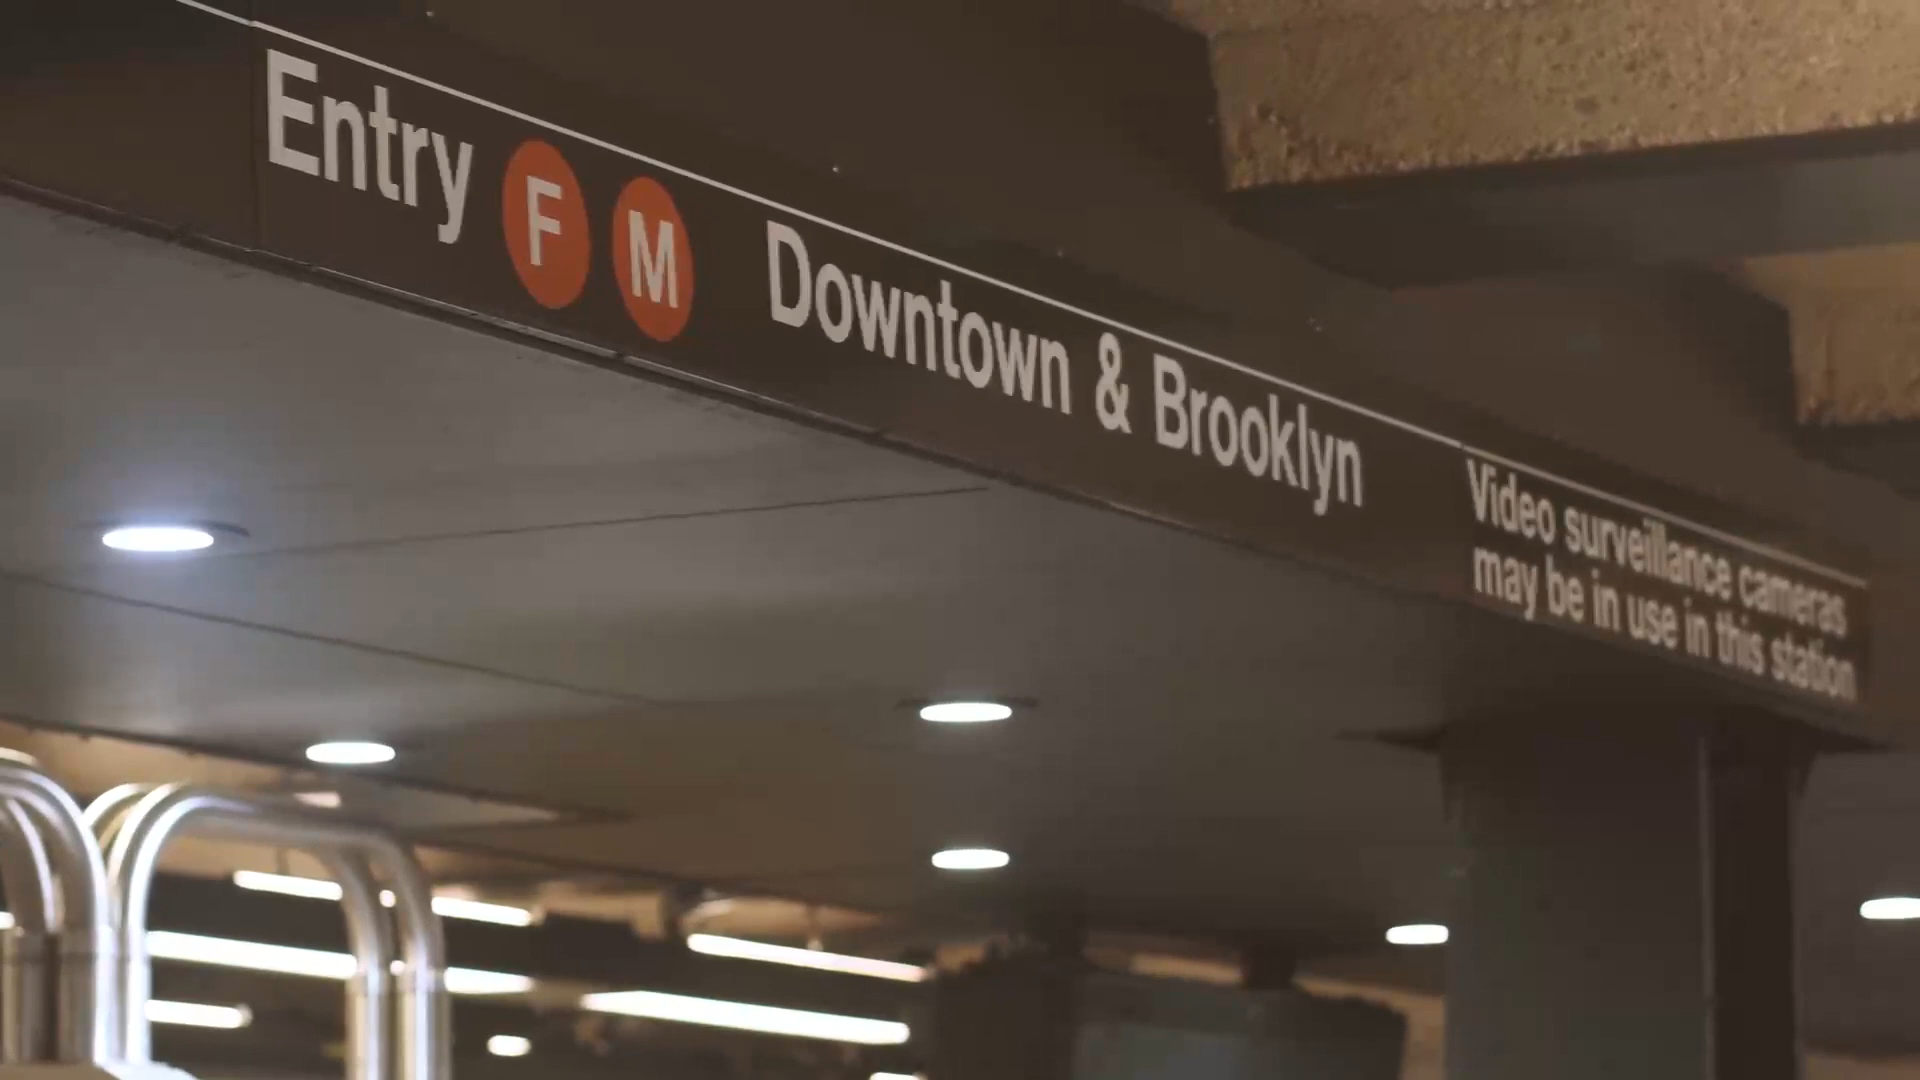 Entry F M Downtown & Brooklyn
Video surveillance cameras
may be in use in this station